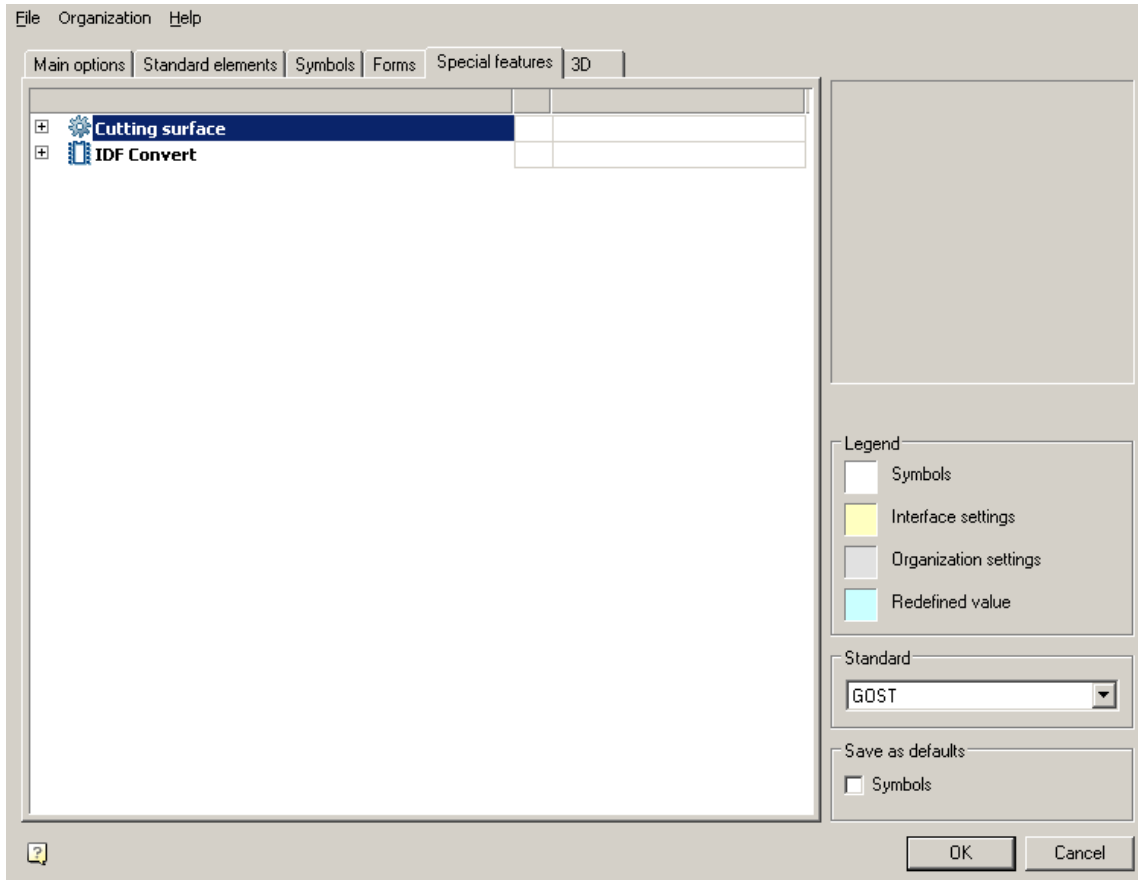 File Organization Help
Main options Standard elements Symbols Forms Special features 3D
Cutting surface
IDF Convert
Legend
Symbols
Interface settings
Organization settings
Redefined value
Standard
GOST
Save as defaults
Symbols
? OK Cancel